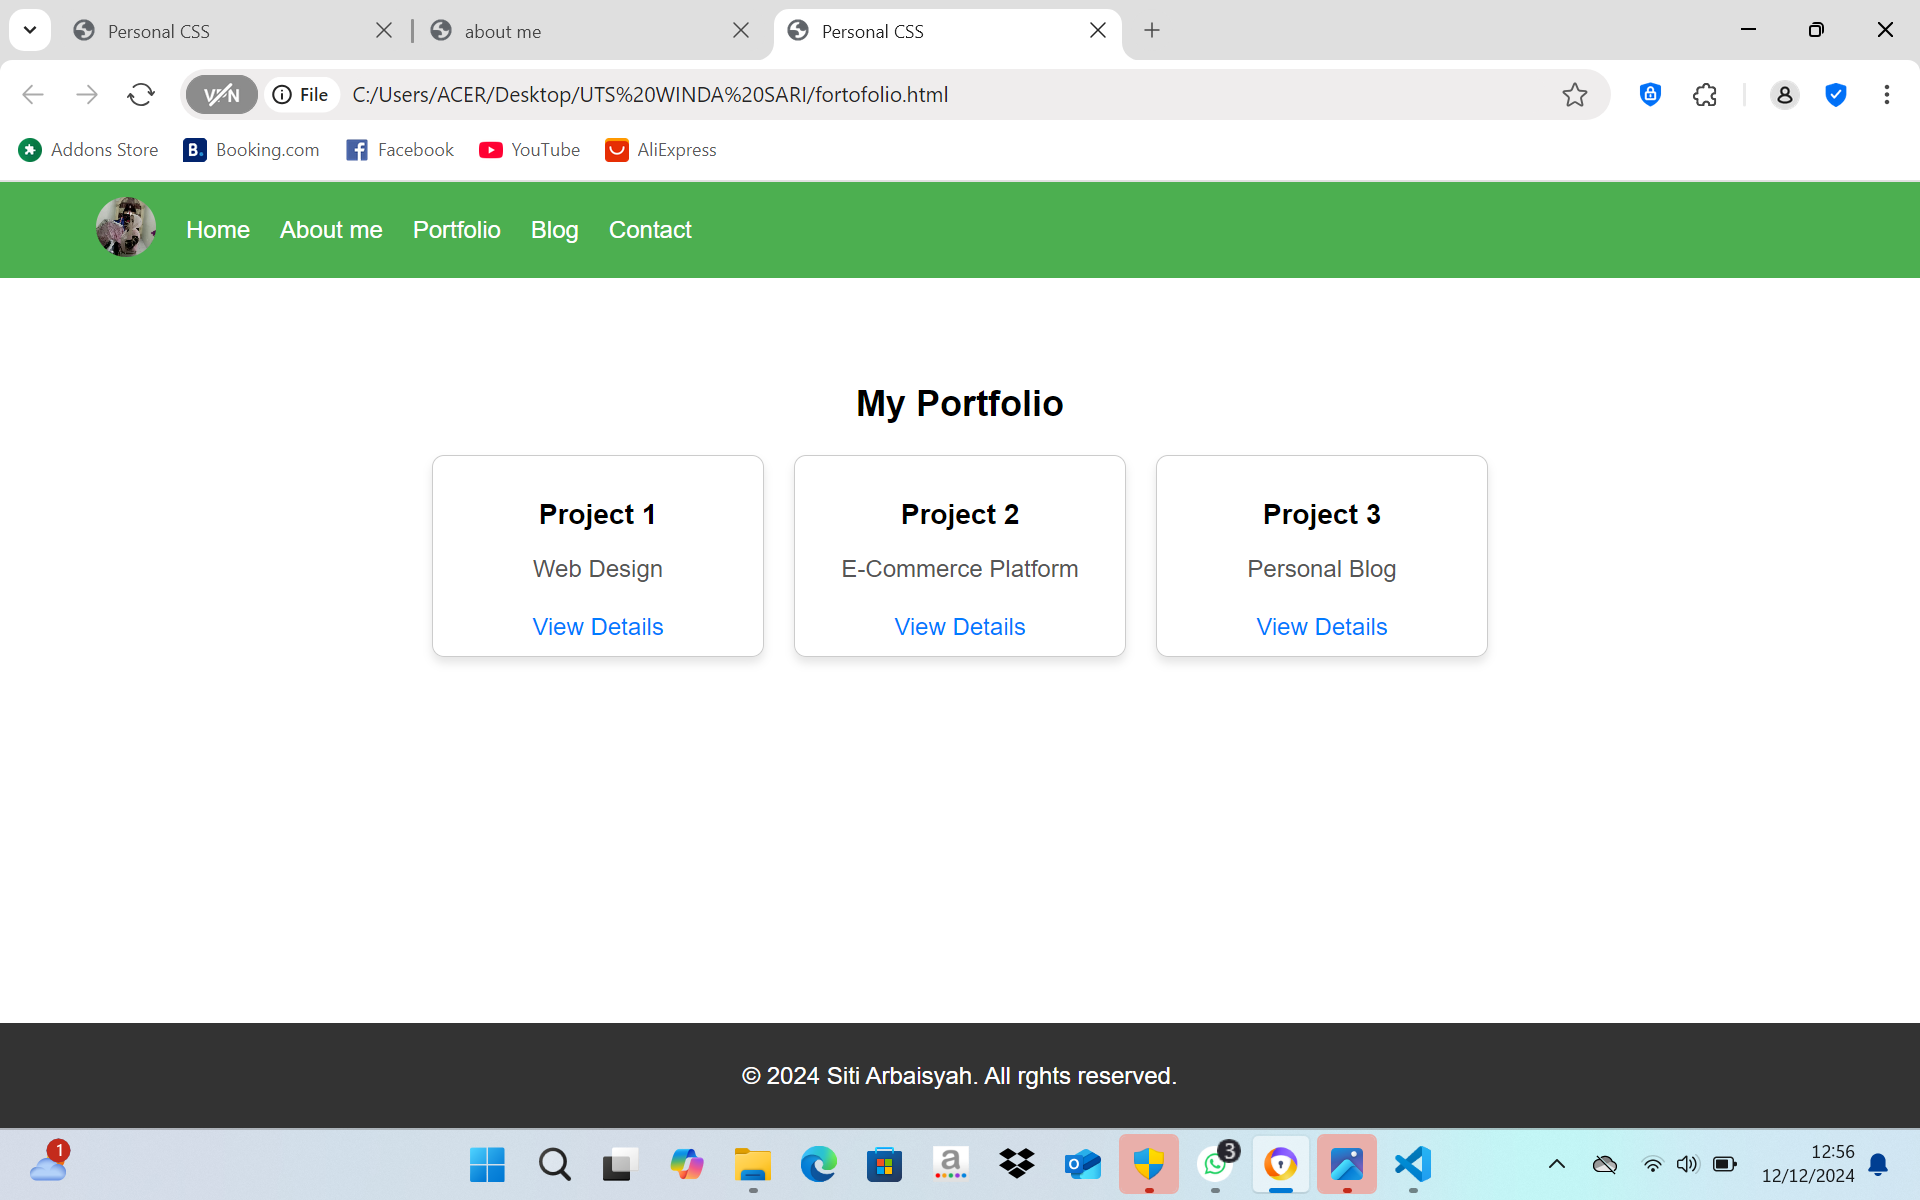 Personal CSS
about me
Personal CSS
VPN
File
C:/Users/ACER/Desktop/UTS%20WINDA%20SARI/fortofolio.html
Addons Store
B.
Booking.com
Facebook
YouTube
AliExpress
Home
About me
Portfolio
Blog
Contact
My Portfolio
Project 1
Web Design
View Details
Project 2
E-Commerce Platform
View Details
Project 3
Personal Blog
View Details
© 2024 Siti Arbaisyah. All rghts reserved.
1
a
3
12:56
12/12/2024